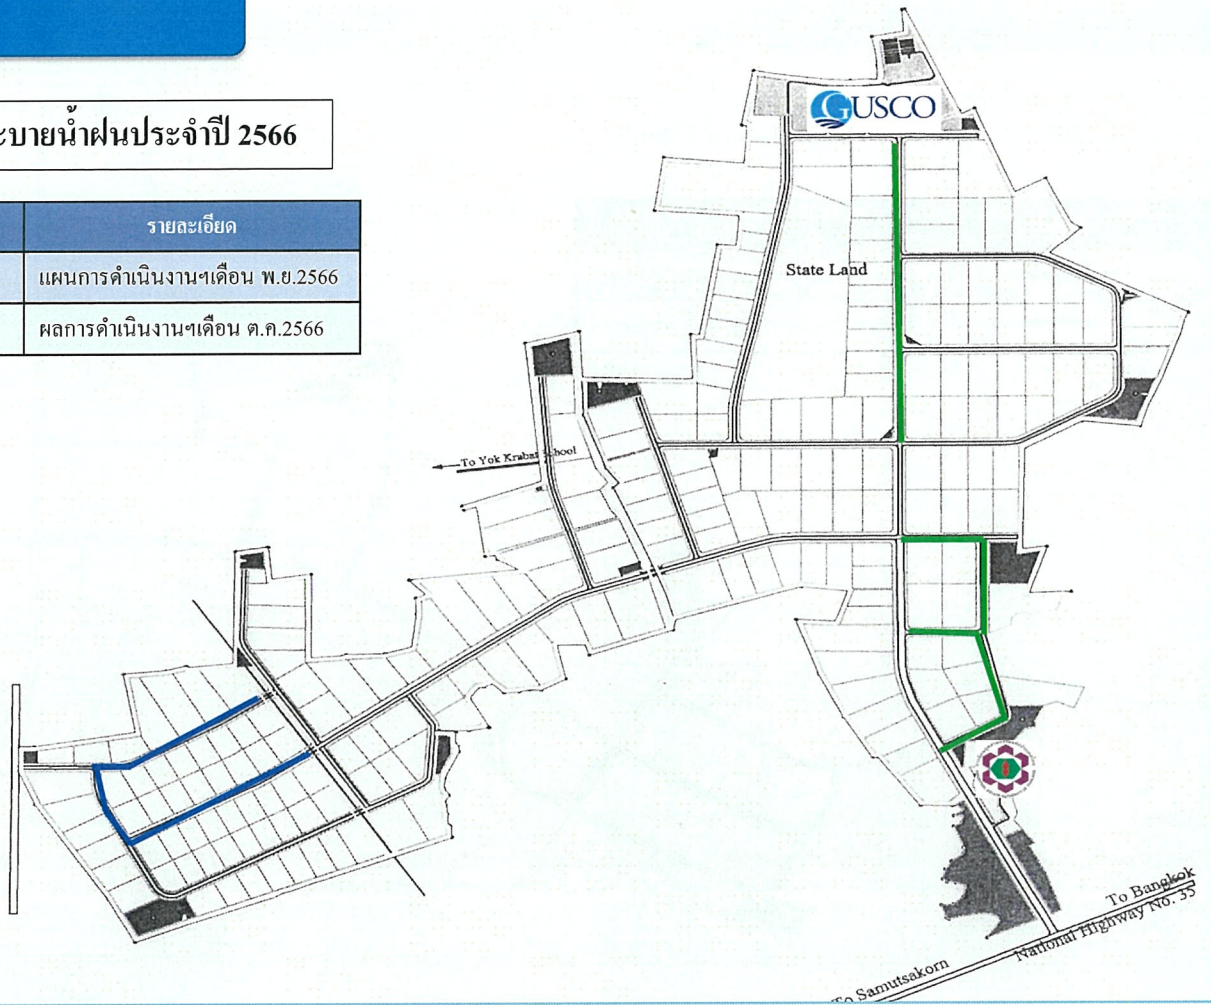 ะบายน้ำฝนประจำปี 2566
รายละเอียด
แผนการดำเนินงานฯเดือน พ.ย.2566
ผลการดำเนินงานฯเดือน ต.ค.2566
GUSCO
State Land
To Yok Krabat School
To Bangkok
National Highway No. 35
To Samutsakorn